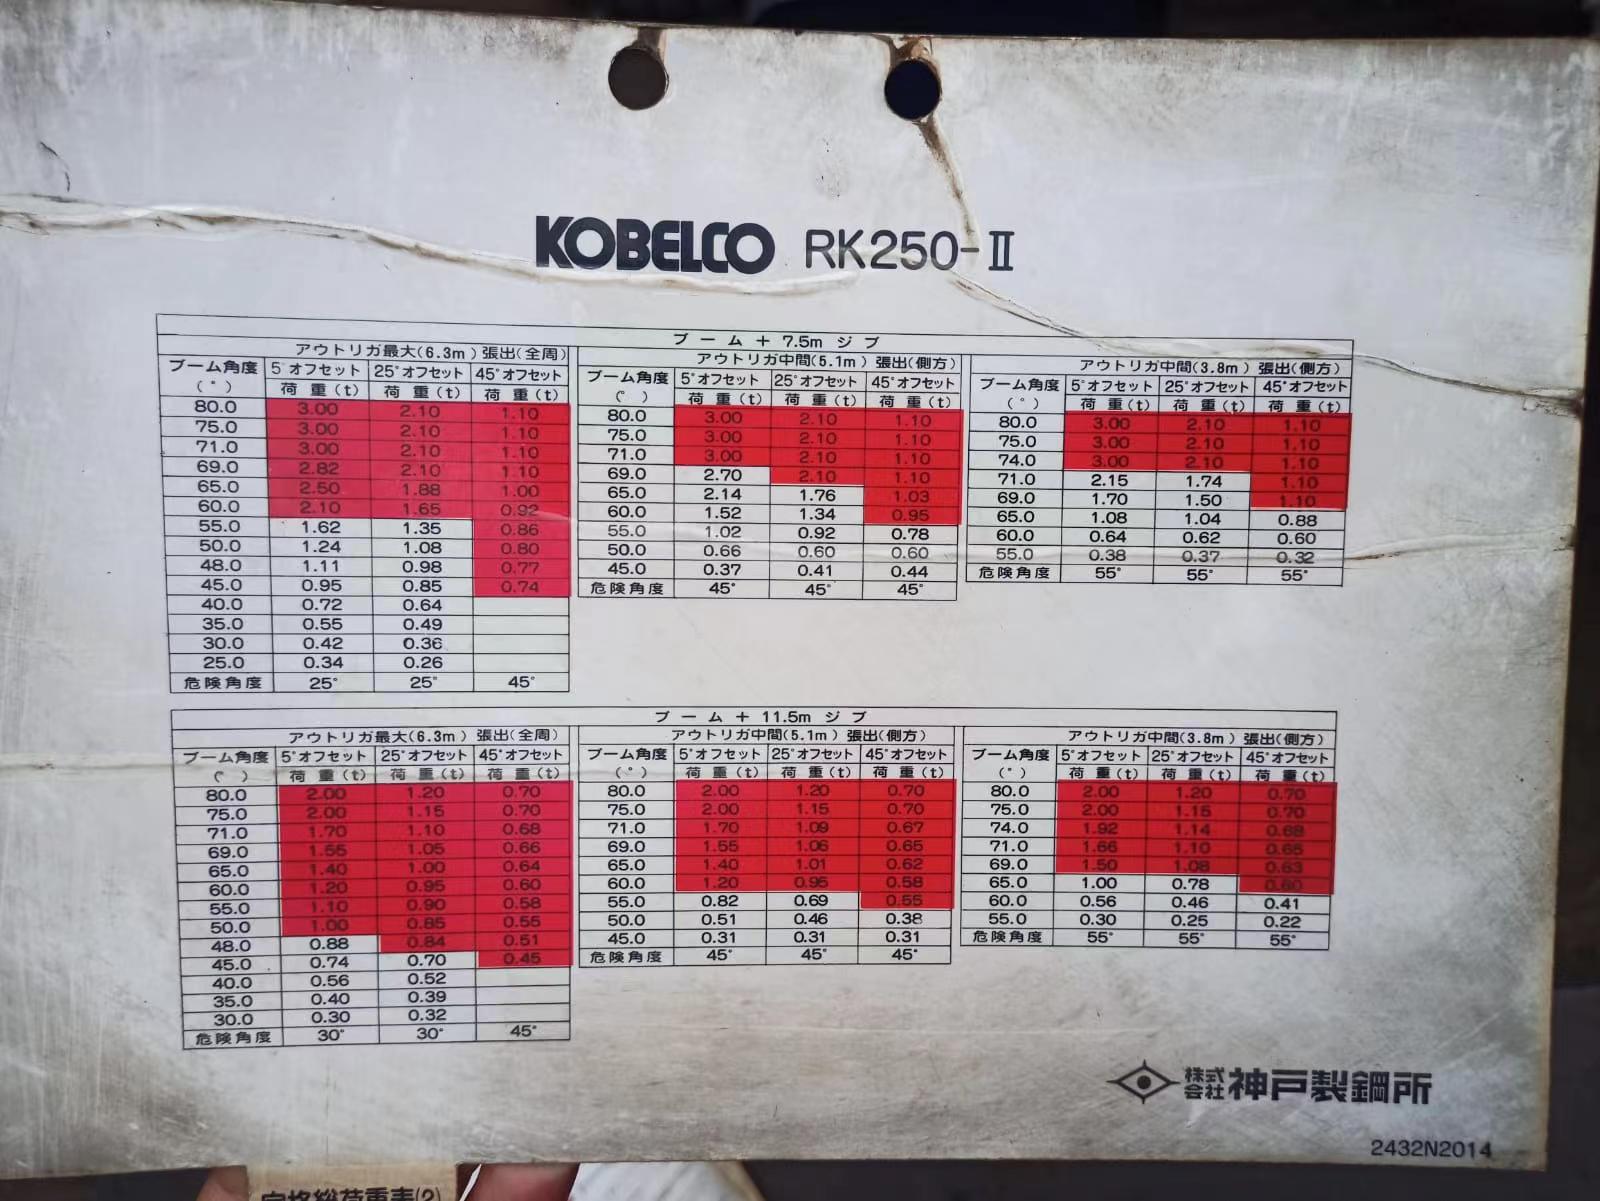 KOBELCO RK250-Ⅱ
ブーム + 7.5m ジブ
アウトリガ最大(6.3m)張出(全周)
ブーム角度 5°オフセット 25°オフセット 45°オフセット
(°) 荷重(t) 荷重(t) 荷重(t)
80.0 3.00 2.10 1.10
75.0 3.00 2.10 1.10
71.0 3.00 2.10 1.10
69.0 2.82 2.10 1.10
65.0 2.50 1.88 1.00
60.0 2.10 1.65 0.92
55.0 1.62 1.35 0.86
50.0 1.24 1.08 0.80
48.0 1.11 0.98 0.77
45.0 0.95 0.85 0.74
40.0 0.72 0.64
35.0 0.55 0.49
30.0 0.42 0.36
25.0 0.34 0.26
危険角度 25° 25° 45°
アウトリガ中間(5.1m)張出(側方)
ブーム角度 5°オフセット 25°オフセット 45°オフセット
(°) 荷重(t) 荷重(t) 荷重(t)
80.0 3.00 2.10 1.10
75.0 3.00 2.10 1.10
71.0 3.00 2.10 1.10
69.0 2.70 2.10 1.10
65.0 2.14 1.76 1.03
60.0 1.52 1.34 0.95
55.0 1.02 0.92 0.78
50.0 0.66 0.60 0.60
45.0 0.37 0.41 0.44
危険角度 45° 45° 45°
アウトリガ中間(3.8m)張出(側方)
ブーム角度 5°オフセット 25°オフセット 45°オフセット
(°) 荷重(t) 荷重(t) 荷重(t)
80.0 3.00 2.10 1.10
75.0 3.00 2.10 1.10
74.0 3.00 2.10 1.10
71.0 2.15 1.74 1.10
69.0 1.70 1.50 1.10
65.0 1.08 1.04 0.88
60.0 0.64 0.62 0.60
55.0 0.38 0.37 0.32
危険角度 55° 55° 55°
ブーム + 11.5m ジブ
アウトリガ最大(6.3m)張出(全周)
ブーム角度 5°オフセット 25°オフセット 45°オフセット
(°) 荷重(t) 荷重(t) 荷重(t)
80.0 2.00 1.20 0.70
75.0 2.00 1.15 0.70
71.0 1.70 1.10 0.68
69.0 1.55 1.05 0.66
65.0 1.40 1.00 0.64
60.0 1.20 0.95 0.60
55.0 1.10 0.90 0.58
50.0 1.00 0.85 0.55
48.0 0.88 0.84 0.51
45.0 0.74 0.70 0.45
40.0 0.56 0.52
35.0 0.40 0.39
30.0 0.30 0.32
危険角度 30° 30° 45°
アウトリガ中間(5.1m)張出(側方)
ブーム角度 5°オフセット 25°オフセット 45°オフセット
(°) 荷重(t) 荷重(t) 荷重(t)
80.0 2.00 1.20 0.70
75.0 2.00 1.15 0.70
71.0 1.70 1.09 0.67
69.0 1.55 1.06 0.65
65.0 1.40 1.01 0.62
60.0 1.20 0.95 0.58
55.0 0.82 0.69 0.55
50.0 0.51 0.46 0.38
45.0 0.31 0.31 0.31
危険角度 45° 45° 45°
アウトリガ中間(3.8m)張出(側方)
ブーム角度 5°オフセット 25°オフセット 45°オフセット
(°) 荷重(t) 荷重(t) 荷重(t)
80.0 2.00 1.20 0.70
75.0 2.00 1.15 0.70
74.0 1.92 1.14 0.68
71.0 1.66 1.10 0.65
69.0 1.50 1.08 0.63
65.0 1.00 0.78 0.60
60.0 0.56 0.46 0.41
55.0 0.30 0.25 0.22
危険角度 55° 55° 55°
株式会社 神戸製鋼所
2432N2014
定格総荷重表(2)